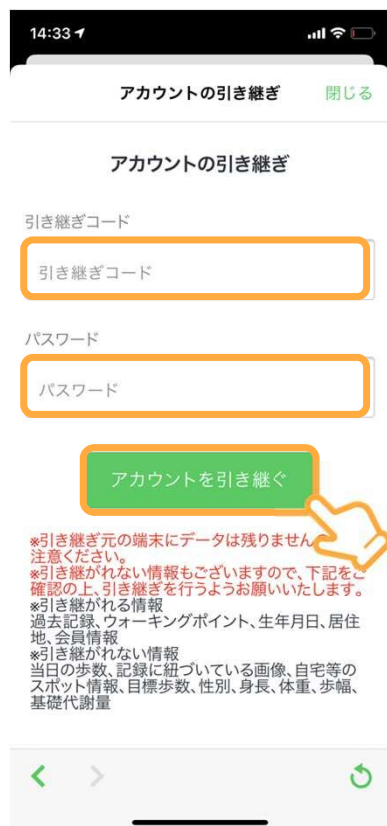 14:33
アカウントの引き継ぎ 閉じる
アカウントの引き継ぎ
引き継ぎコード
引き継ぎコード
パスワード
パスワード
アカウントを引き継ぐ
※引き継ぎ元の端末にデータは残りません
注意ください。
※引き継がれない情報もございますので、下記をご
確認の上、引き継ぎを行うようお願いいたします。
※引き継がれる情報
過去記録、ウォーキングポイント、生年月日、居住
地、会員情報
※引き継がれない情報
当日の歩数、記録に紐づいている画像、自宅等の
スポット情報、目標歩数、性別、身長、体重、歩幅、
基礎代謝量